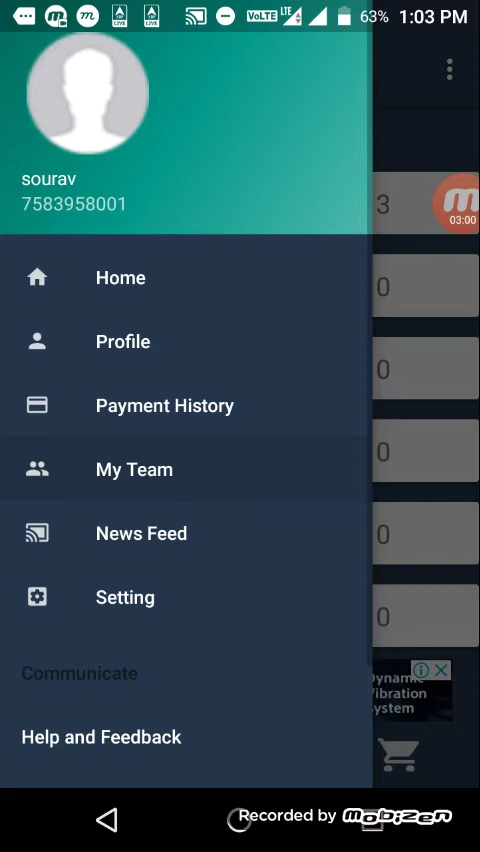 VoLTE LTE 63% 1:03 PM
sourav
7583958001
3
03:00
Home
0
Profile
0
Payment History
My Team
0
News Feed
0
Setting
0
Communicate
Dynamic
Vibration
System
Help and Feedback
Recorded by Mobizen